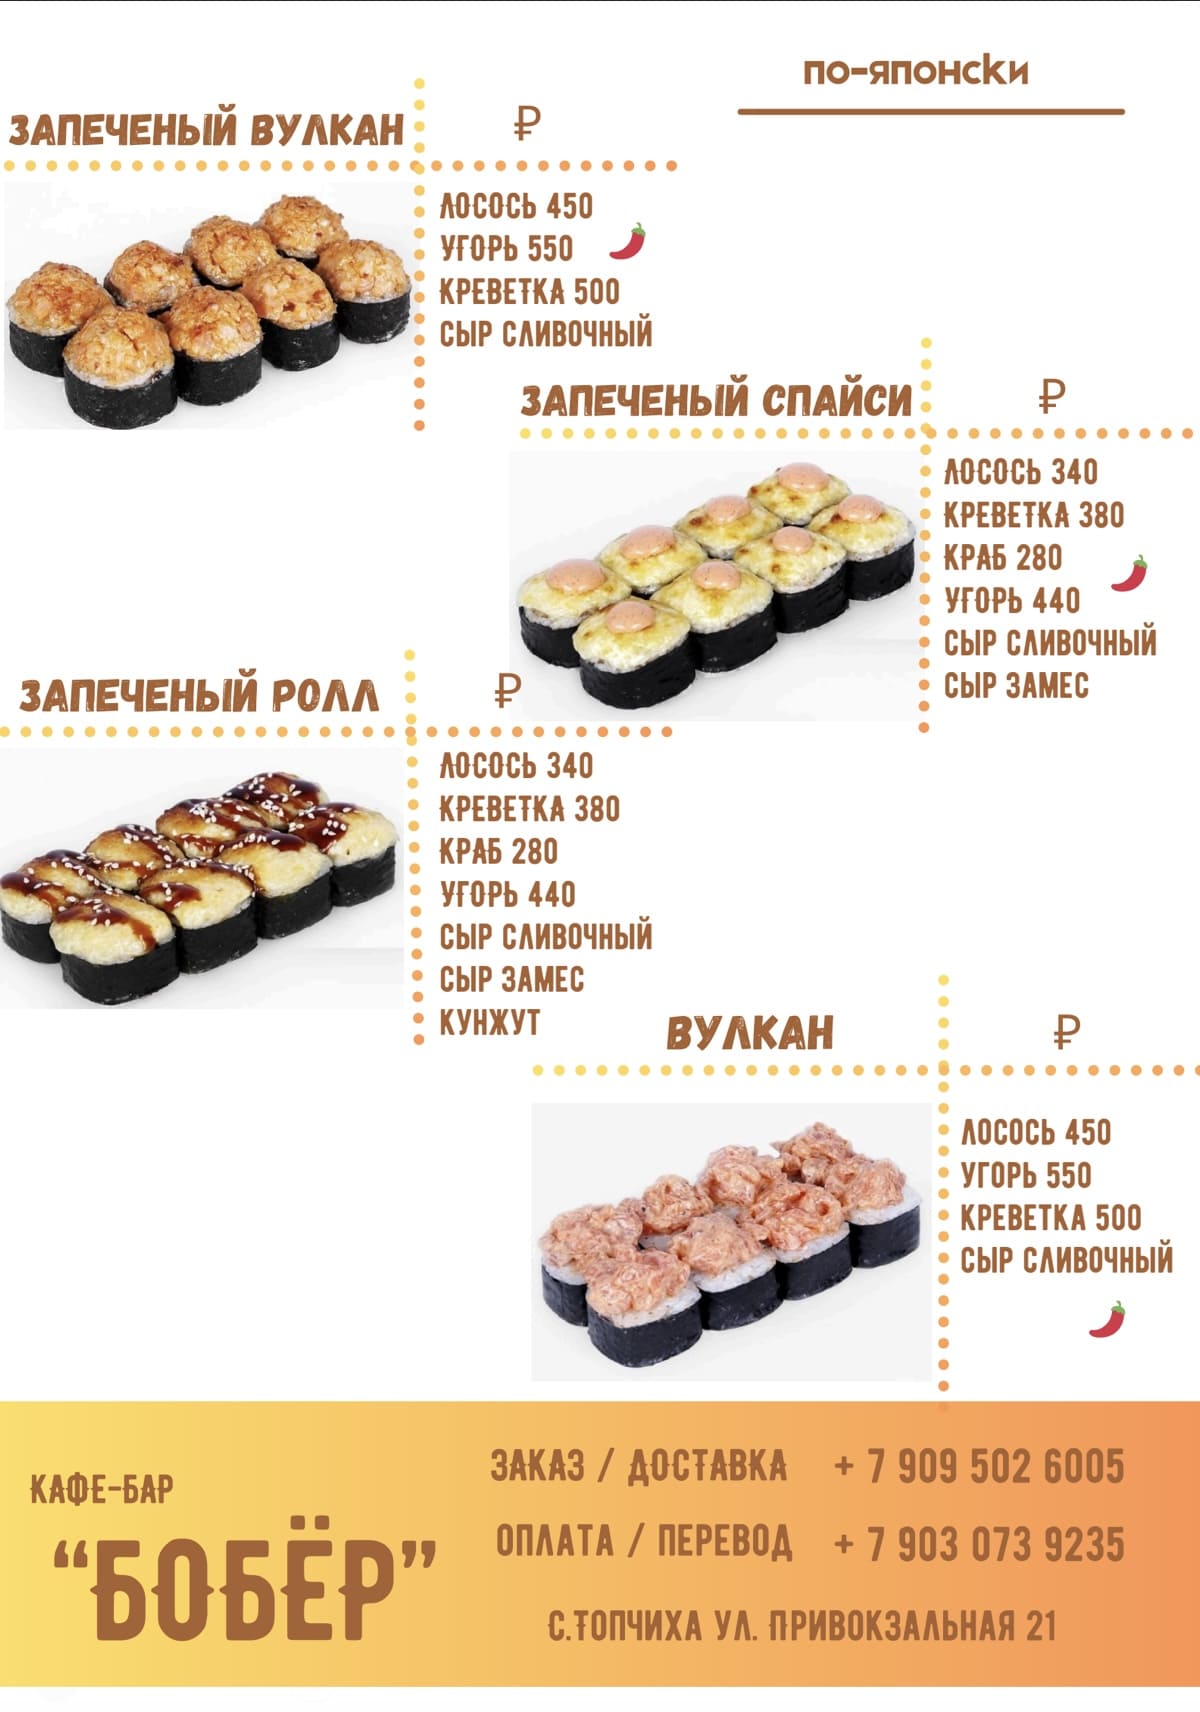 по-японски
ЗАПЕЧЕНЫЙ ВУЛКАН ₽
ЛОСОСЬ 450
УГОРЬ 550
КРЕВЕТКА 500
СЫР СЛИВОЧНЫЙ
ЗАПЕЧЕНЫЙ СПАЙСИ ₽
ЛОСОСЬ 340
КРЕВЕТКА 380
КРАБ 280
УГОРЬ 440
СЫР СЛИВОЧНЫЙ
СЫР ЗАМЕС
ЗАПЕЧЕНЫЙ РОЛЛ ₽
ЛОСОСЬ 340
КРЕВЕТКА 380
КРАБ 280
УГОРЬ 440
СЫР СЛИВОЧНЫЙ
СЫР ЗАМЕС
КУНЖУТ
ВУЛКАН ₽
ЛОСОСЬ 450
УГОРЬ 550
КРЕВЕТКА 500
СЫР СЛИВОЧНЫЙ
КАФЕ-БАР
“БОБЁР”
ЗАКАЗ / ДОСТАВКА + 7 909 502 6005
ОПЛАТА / ПЕРЕВОД + 7 903 073 9235
С.ТОПЧИХА УЛ. ПРИВОКЗАЛЬНАЯ 21